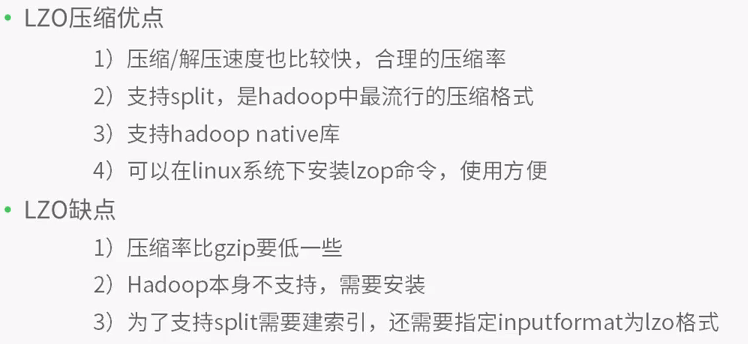 • LZO压缩优点
1）压缩/解压速度也比较快，合理的压缩率
2）支持split，是hadoop中最流行的压缩格式
3）支持hadoop native库
4）可以在linux系统下安装lzop命令，使用方便
• LZO缺点
1）压缩率比gzip要低一些
2）Hadoop本身不支持，需要安装
3）为了支持split需要建索引，还需要指定inputformat为lzo格式